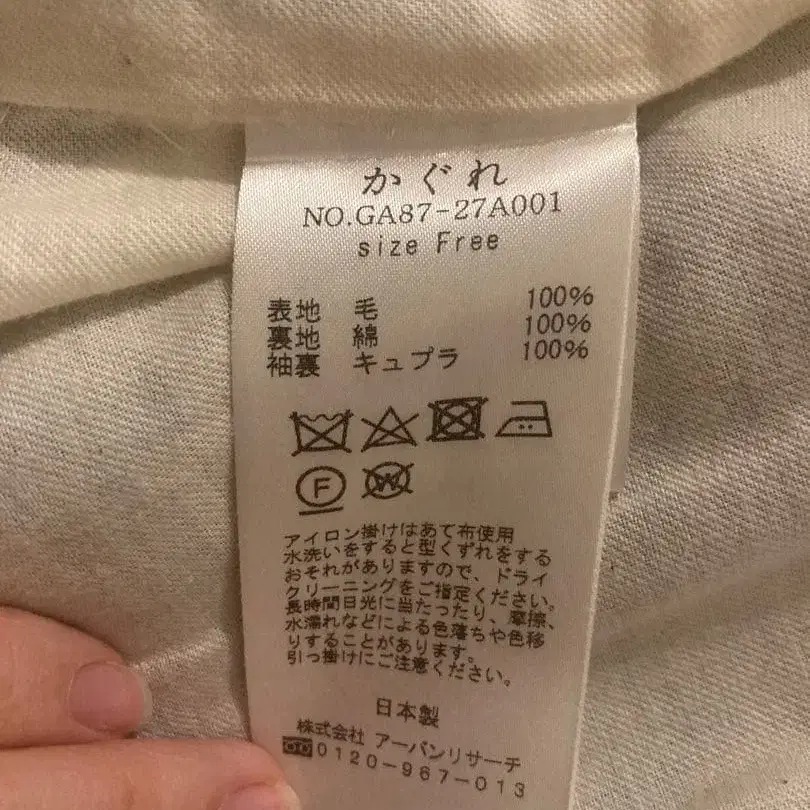 かぐれ
NO.GA87-27A001
size Free
表地 毛 100%
裏地 綿 100%
袖裏 キュプラ 100%
F W
アイロン掛けはあて布使用
水洗いをすると型くずれをする
おそれがありますので、ドライ
クリーニングをご指定ください。
長時間日光に当たったり、摩擦、
水濡れなどによる色落ちや色移
りすることがあります。
引っ掛けにご注意ください。
日本製
株式会社 アーバンリサーチ
0120-967-013